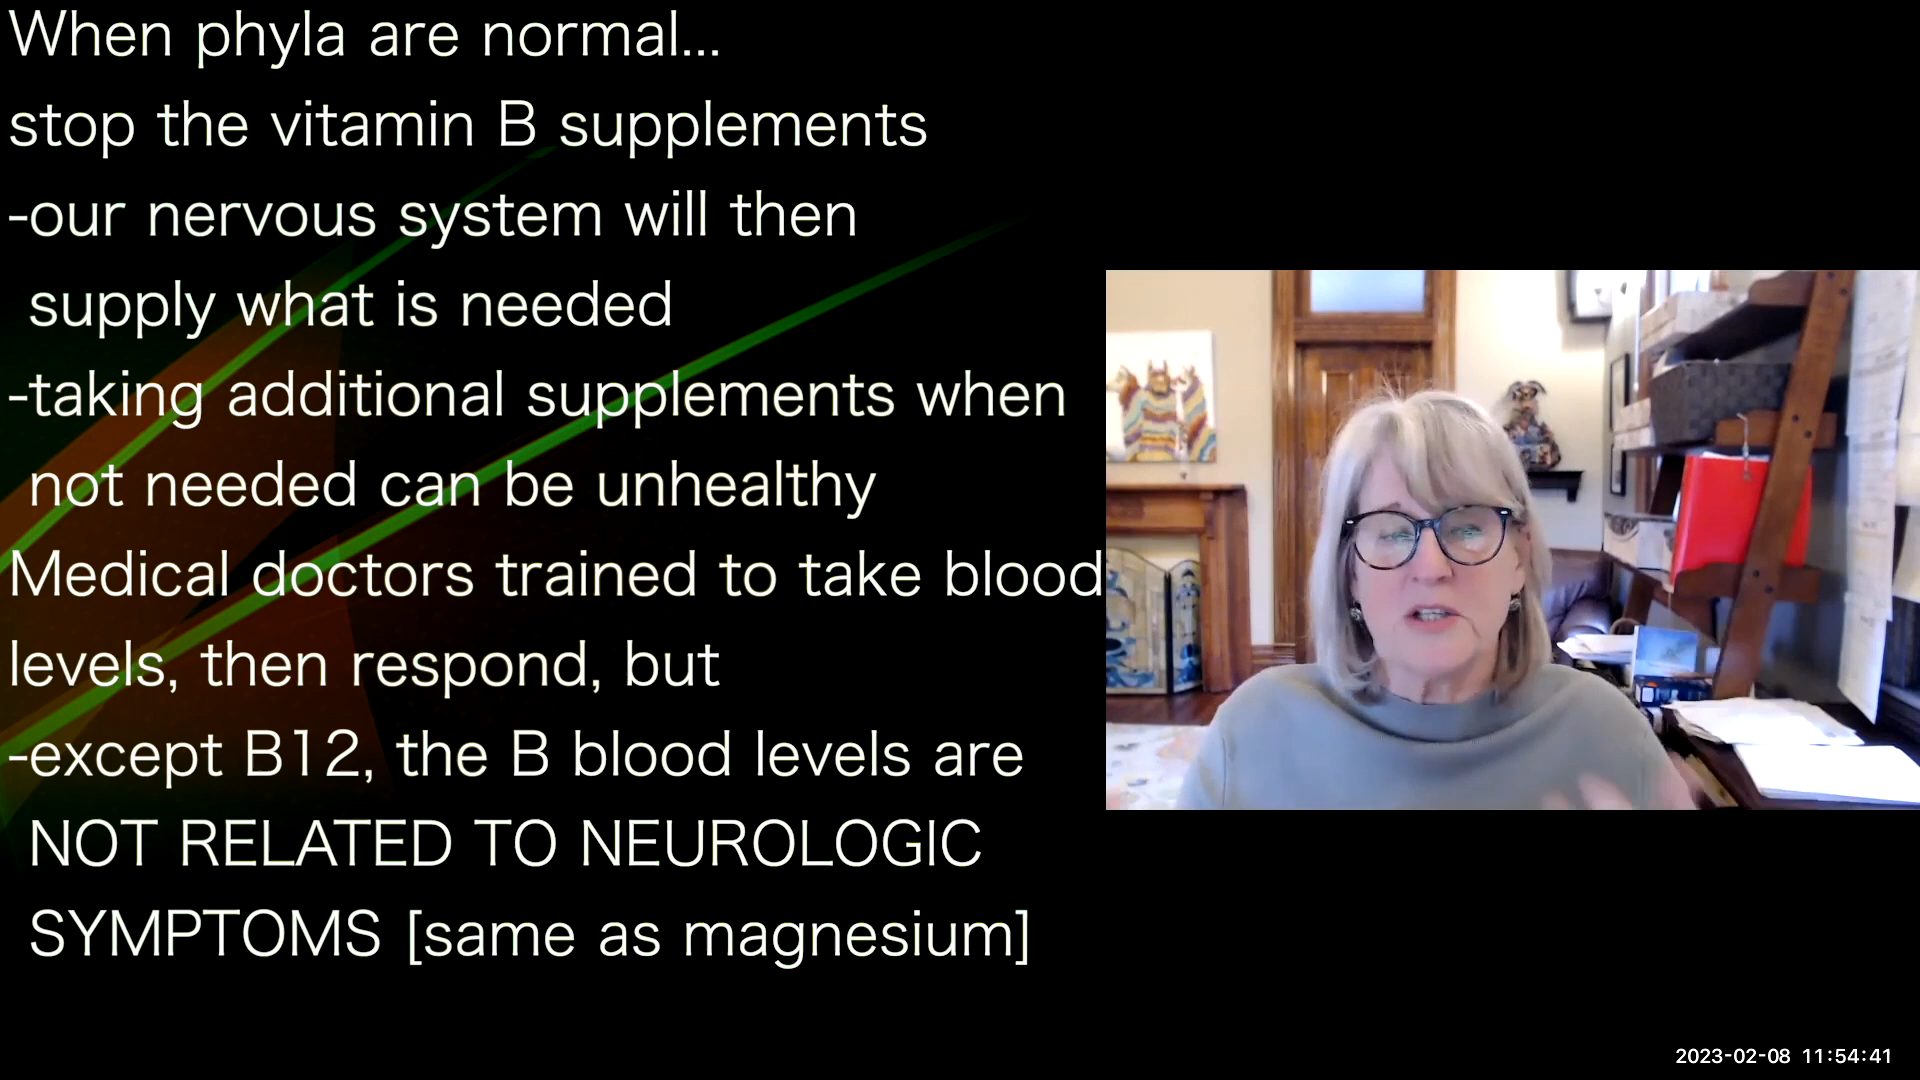 When phyla are normal...
stop the vitamin B supplements
-our nervous system will then
supply what is needed
-taking additional supplements when
not needed can be unhealthy
Medical doctors trained to take blood
levels, then respond, but
-except B12, the B blood levels are
NOT RELATED TO NEUROLOGIC
SYMPTOMS [same as magnesium]
2023-02-08 11:54:41